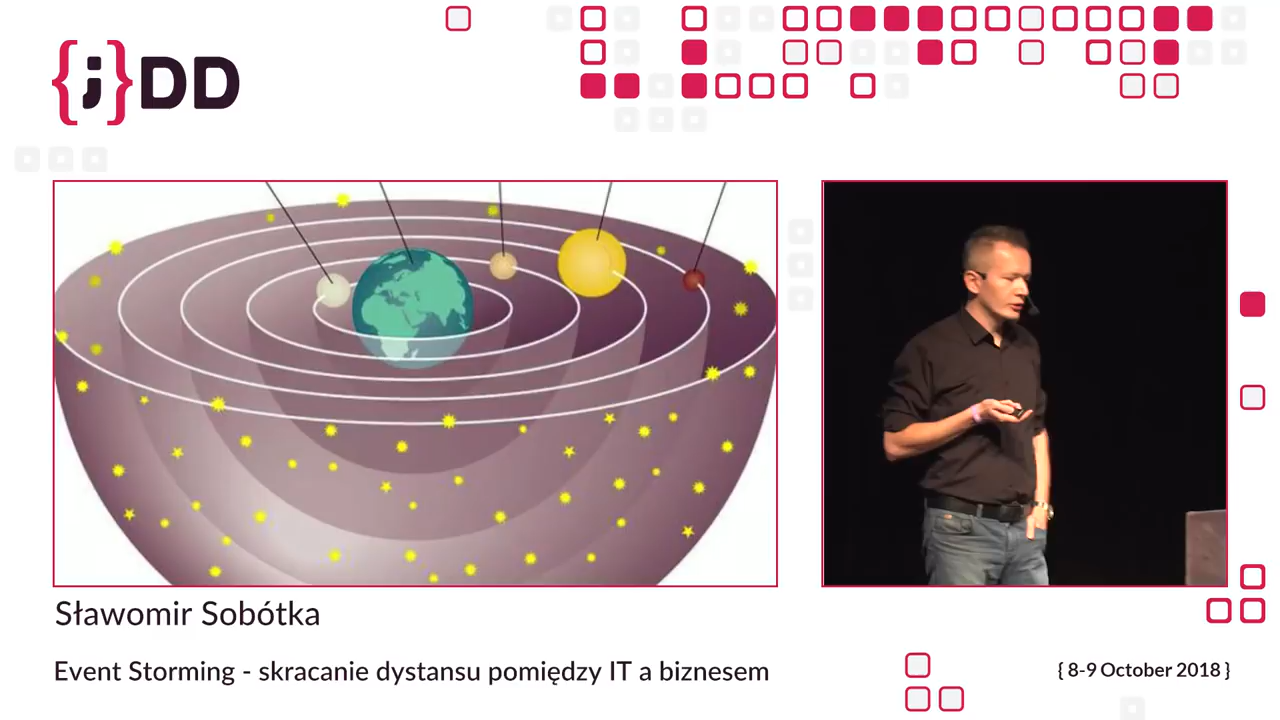 {j}DD
Sławomir Sobótka
Event Storming - skracanie dystansu pomiędzy IT a biznesem
{ 8-9 October 2018 }